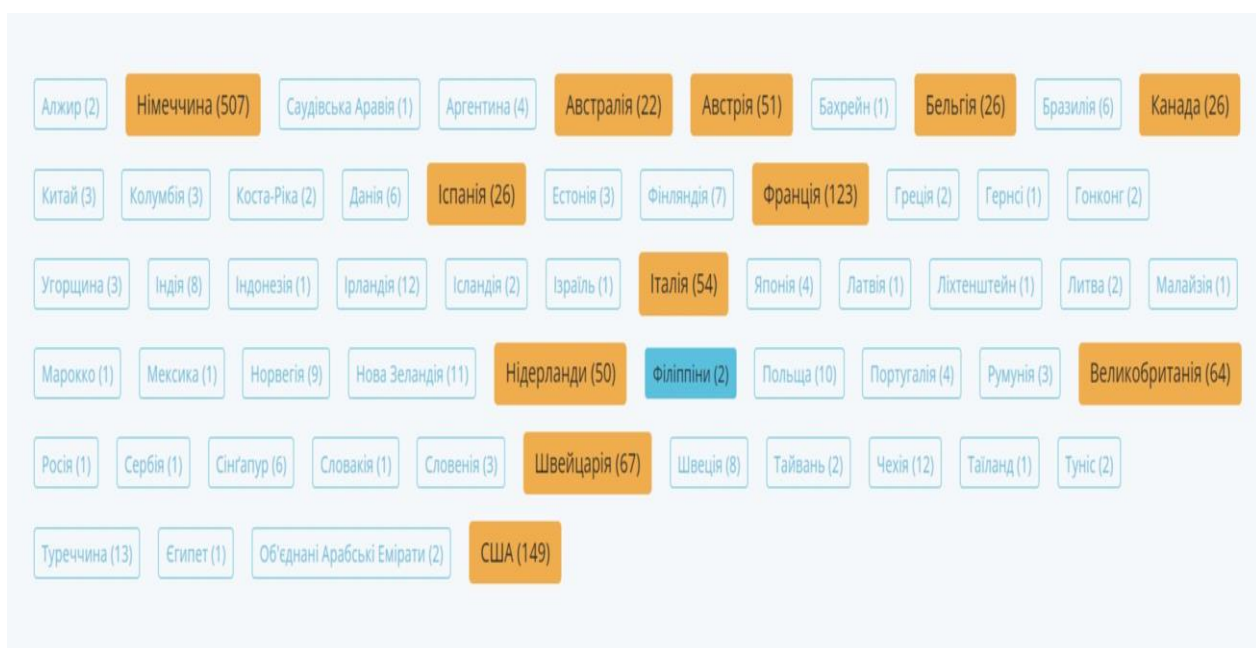 Алжир (2) Німеччина (507) Саудівська Аравія (1) Аргентина (4) Австралія (22) Австрія (51) Бахрейн (1) Бельгія (26) Бразилія (6) Канада (26)
Китай (3) Колумбія (3) Коста-Ріка (2) Данія (6) Іспанія (26) Естонія (3) Фінляндія (7) Франція (123) Греція (2) Гернсі (1) Гонконг (2)
Угорщина (3) Індія (8) Індонезія (1) Ірландія (12) Ісландія (2) Ізраїль (1) Італія (54) Японія (4) Латвія (1) Ліхтенштейн (1) Литва (2) Малайзія (1)
Марокко (1) Мексика (1) Норвегія (9) Нова Зеландія (11) Нідерланди (50) Філіппіни (2) Польща (10) Португалія (4) Румунія (3) Великобританія (64)
Росія (1) Сербія (1) Сінґапур (6) Словакія (1) Словенія (3) Швейцарія (67) Швеція (8) Тайвань (2) Чехія (12) Таїланд (1) Туніс (2)
Туреччина (13) Єгипет (1) Об'єднані Арабські Емірати (2) США (149)